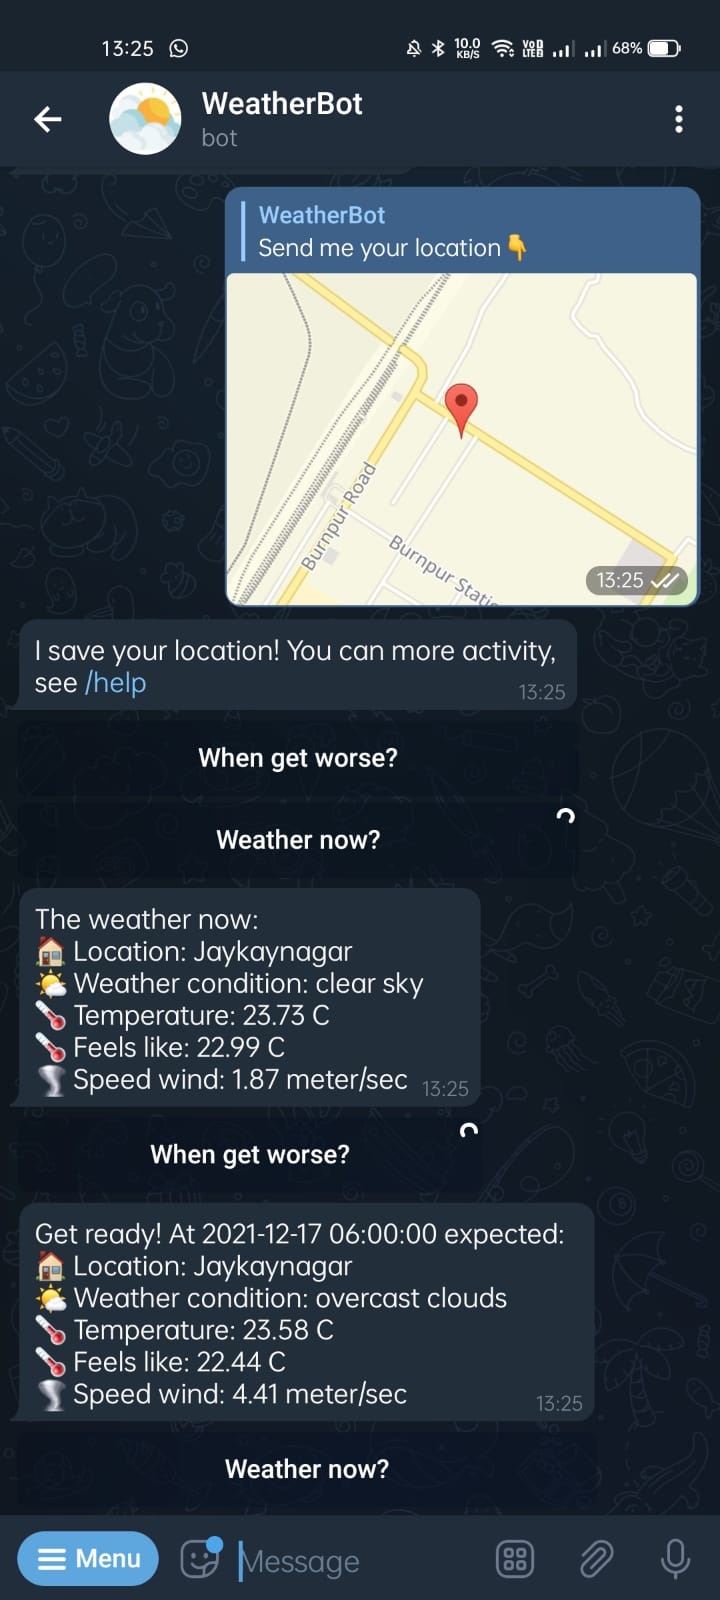 13:25
10.0
KB/S
VoD
LTE
68%
WeatherBot
bot
WeatherBot
Send me your location👇
Burnpur Road
Burnpur Static
13:25
I save your location! You can more activity,
see /help
13:25
When get worse?
Weather now?
The weather now:
🏠 Location: Jaykaynagar
🌤 Weather condition: clear sky
🌡 Temperature: 23.73 C
🌡 Feels like: 22.99 C
🌪 Speed wind: 1.87 meter/sec
13:25
When get worse?
Get ready! At 2021-12-17 06:00:00 expected:
🏠 Location: Jaykaynagar
🌤 Weather condition: overcast clouds
🌡 Temperature: 23.58 C
🌡 Feels like: 22.44 C
🌪 Speed wind: 4.41 meter/sec
13:25
Weather now?
Menu
Message